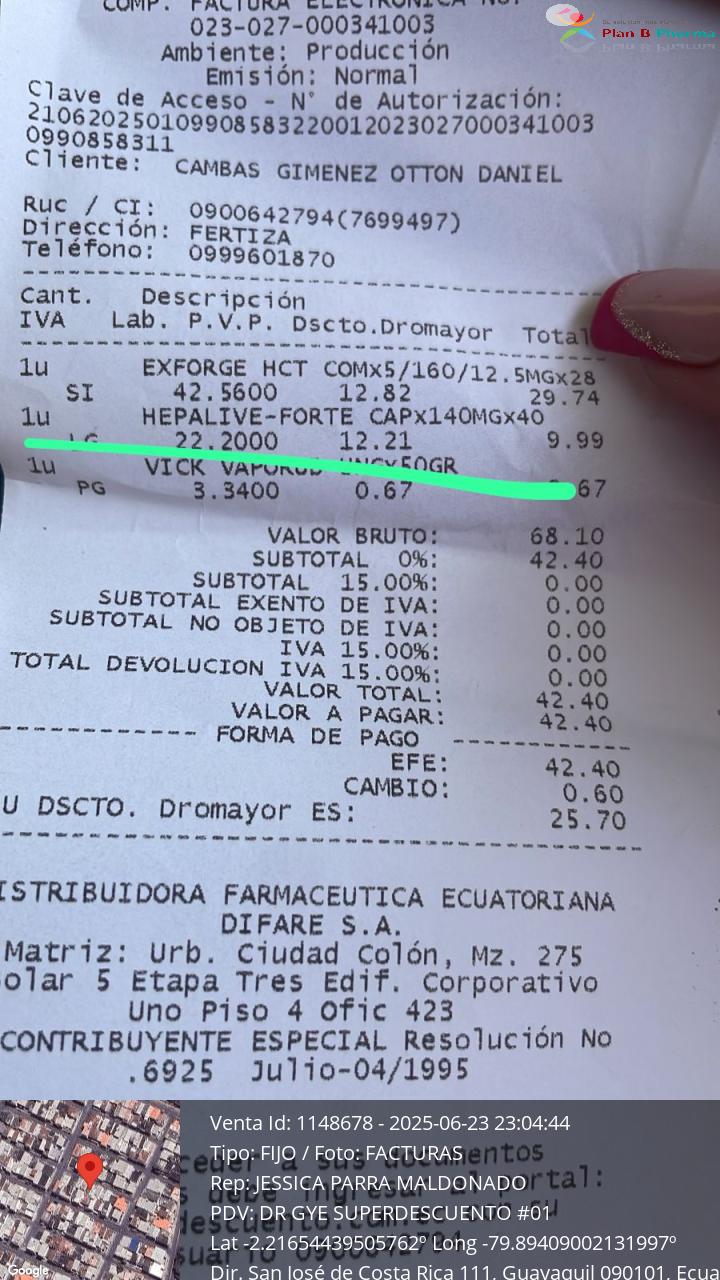 COMP. FACTURA ELECTRONICA No.
023-027-000341003
Ambiente: Producción
Emisión: Normal
Clave de Acceso - N° de Autorización:
210620250109908583220012023027000341003
0990858311
Cliente: CAMBAS GIMENEZ OTTON DANIEL
Ruc / CI: 0900642794(7699497)
Dirección: FERTIZA
Teléfono: 0999601870
Cant. Descripción
IVA Lab. P.V.P. Dscto.Dromayor Total
1u EXFORGE HCT COMx5/160/12.5MGx28
SI 42.5600 12.82 29.74
1u HEPALIVE-FORTE CAPx140MGx40
LG 22.2000 12.21 9.99
1u VICK VAPORUB UNGx50GR
PG 3.3400 0.67 67
VALOR BRUTO: 68.10
SUBTOTAL 0%: 42.40
SUBTOTAL 15.00%: 0.00
SUBTOTAL EXENTO DE IVA: 0.00
SUBTOTAL NO OBJETO DE IVA: 0.00
IVA 15.00%: 0.00
TOTAL DEVOLUCION IVA 15.00%: 0.00
VALOR TOTAL: 42.40
VALOR A PAGAR: 42.40
FORMA DE PAGO
EFE: 42.40
CAMBIO: 0.60
U DSCTO. Dromayor ES: 25.70
ISTRIBUIDORA FARMACEUTICA ECUATORIANA
DIFARE S.A.
Matriz: Urb. Ciudad Colón, Mz. 275
olar 5 Etapa Tres Edif. Corporativo
Uno Piso 4 Ofic 423
CONTRIBUYENTE ESPECIAL Resolución No
.6925 Julio-04/1995
Plan B Pharma
Venta Id: 1148678 - 2025-06-23 23:04:44
Tipo: FIJO / Foto: FACTURAS
Rep: JESSICA PARRA MALDONADO
PDV: DR GYE SUPERDESCUENTO #01
Lat -2.21654439505762º Long -79.89409002131997º
Dir. San José de Costa Rica 111, Guayaquil 090101, Ecua
Google